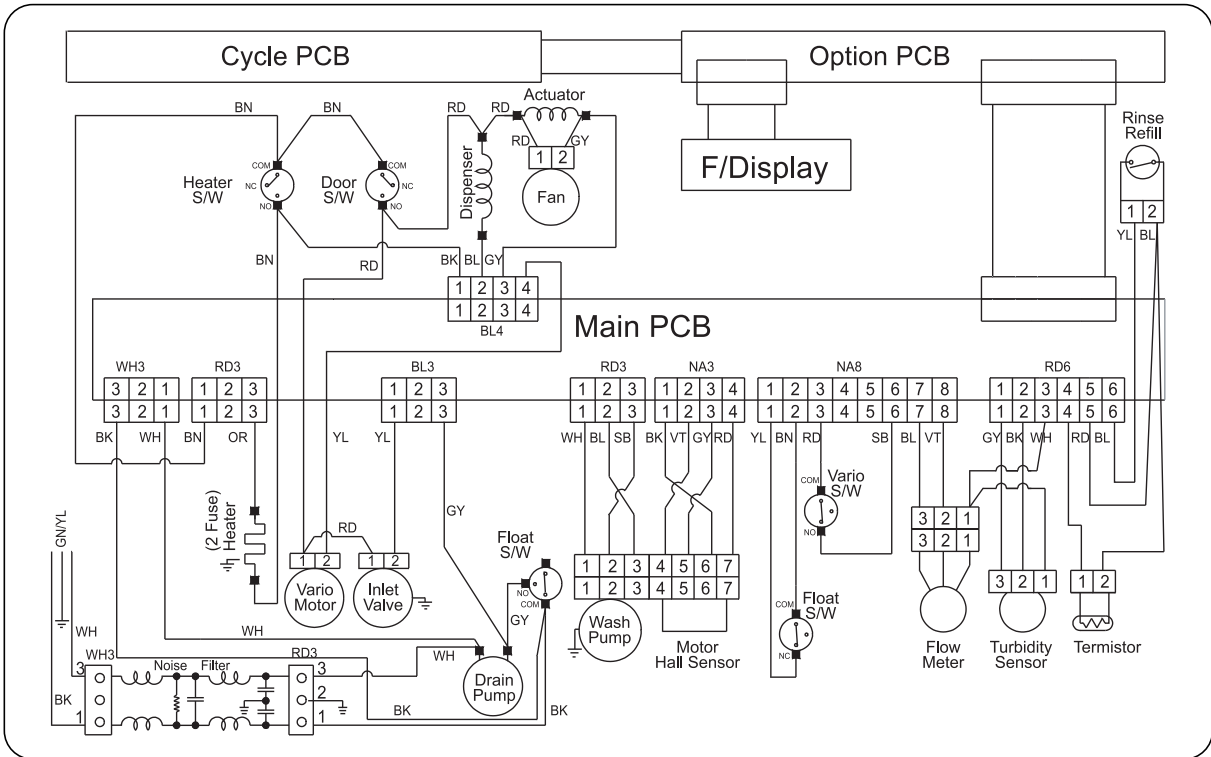 Cycle PCB
Option PCB
F/Display
Actuator
BN
BN
RD
RD
RD
GY
1 2
Fan
Rinse
Refill
1 2
YL BL
COM
NC
NO
Heater
S/W
COM
NC
NO
Door
S/W
Dispenser
BN
RD
BK BL GY
1 2 3 4
1 2 3 4
BL4
Main PCB
WH3
3 2 1
3 2 1
BK WH
RD3
1 2 3
1 2 3
BN OR
YL
BL3
1 2 3
1 2 3
YL
GY
RD3
1 2 3
1 2 3
WH BL SB
NA3
1 2 3 4
1 2 3 4
BK VT GY RD
NA8
1 2 3 4 5 6 7 8
1 2 3 4 5 6 7 8
YL BN RD SB BL VT
RD6
1 2 3 4 5 6
1 2 3 4 5 6
GY BK WH RD BL
GN/YL
(2 Fuse)
Heater
RD
1 2
Vario
Motor
1 2
Inlet
Valve
Float
S/W
NO
COM
GY
1 2 3 4 5 6 7
1 2 3 4 5 6 7
Wash
Pump
Motor
Hall Sensor
COM
Vario
S/W
NO
COM
Float
S/W
NC
3 2 1
3 2 1
Flow
Meter
3 2 1
Turbidity
Sensor
1 2
Termistor
WH
WH
WH
WH3
3
1
BK
Noise Filter
RD3
3
2
1
Drain
Pump
BK
BK